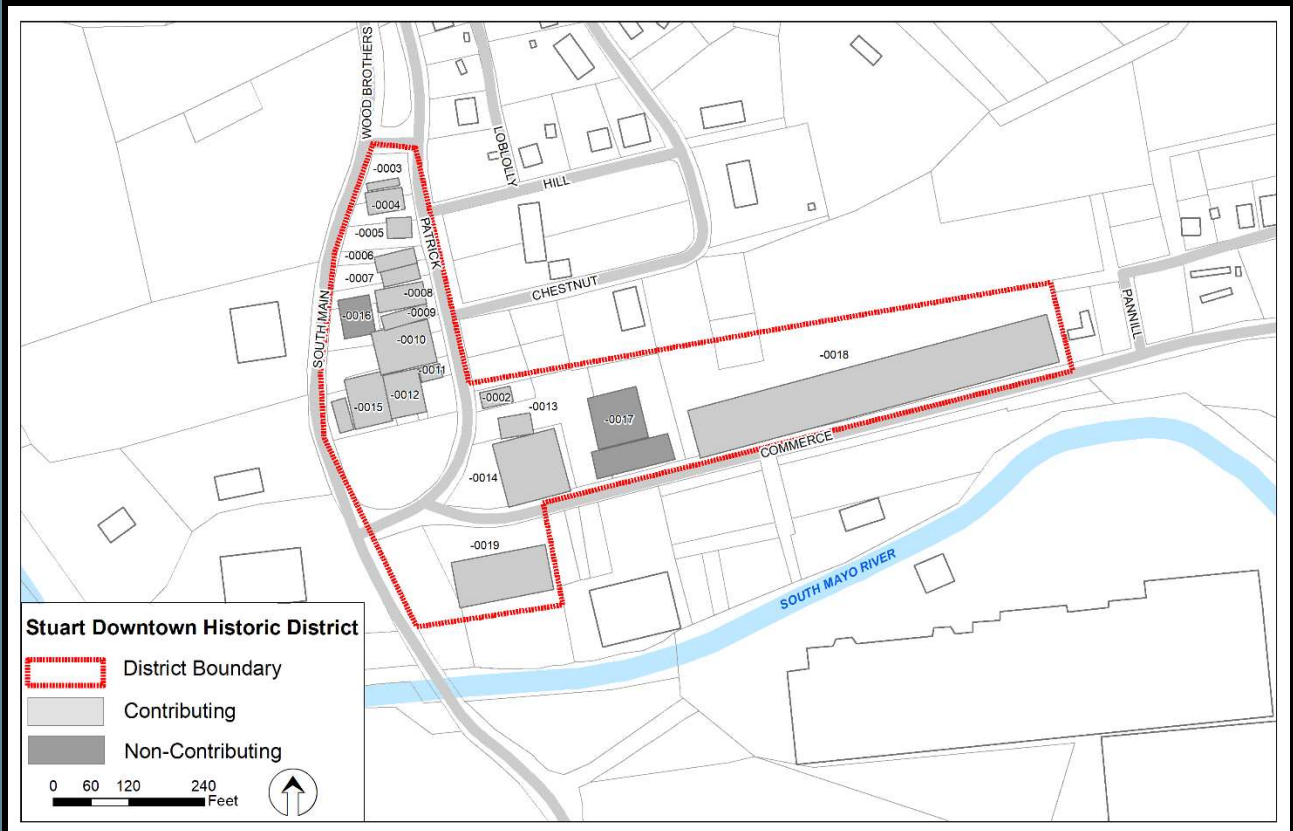 WOOD BROTHERS
LOBLOLLY
-0003
HILL
-0004
-0005
PATRICK
-0006
-0007
CHESTNUT
-0008
-0016
-0009
SOUTH MAIN
-0010
PANNILL
-0018
-0011
-0002
-0012
-0015
-0013
-0017
COMMERCE
-0014
-0019
SOUTH MAYO RIVER
Stuart Downtown Historic District
District Boundary
Contributing
Non-Contributing
0 60 120 240
Feet